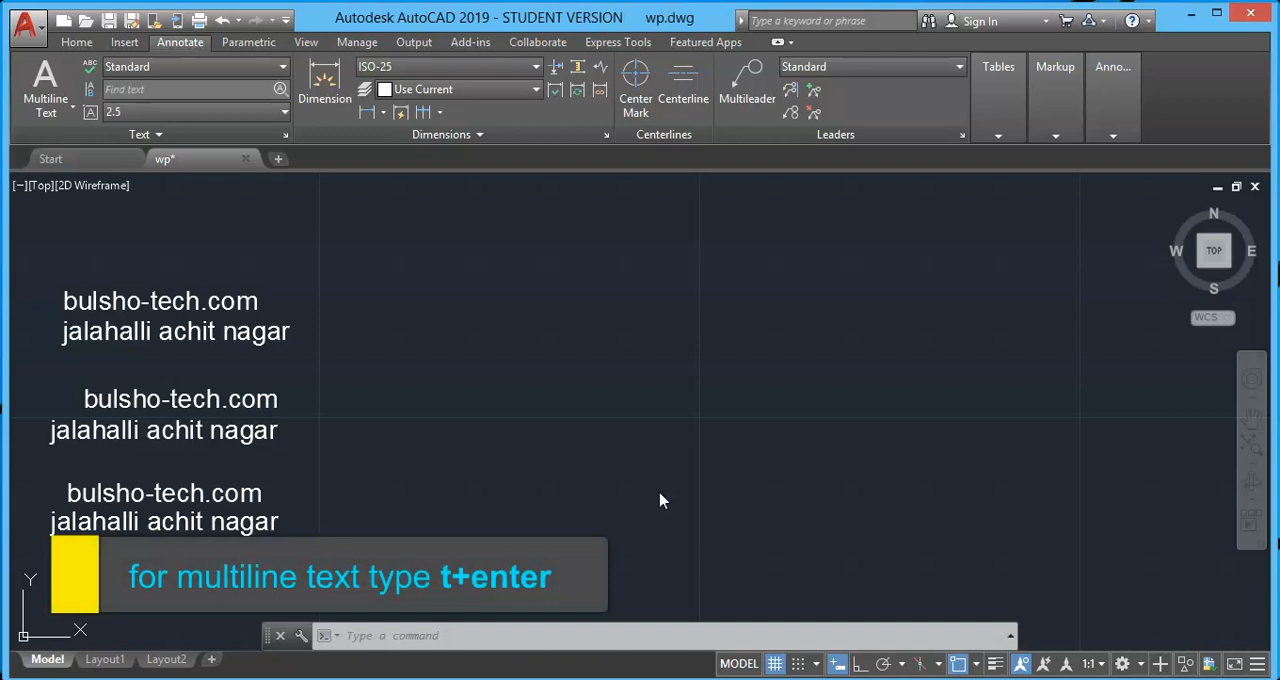 Autodesk AutoCAD 2019 - STUDENT VERSION wp.dwg
Type a keyword or phrase
Sign In
Home Insert Annotate Parametric View Manage Output Add-ins Collaborate Express Tools Featured Apps
Multiline Text
ABC
Standard
Find text
2.5
Text
Dimension
ISO-25
Use Current
Dimensions
Center Mark
Centerline
Centerlines
Multileader
Standard
Leaders
Tables
Markup
Anno...
Start
wp*
[−][Top][2D Wireframe]
N
W
TOP
E
S
WCS
bulsho-tech.com
jalahalli achit nagar
bulsho-tech.com
jalahalli achit nagar
bulsho-tech.com
jalahalli achit nagar
for multiline text type t+enter
Y
X
Type a command
Model Layout1 Layout2
MODEL
1:1